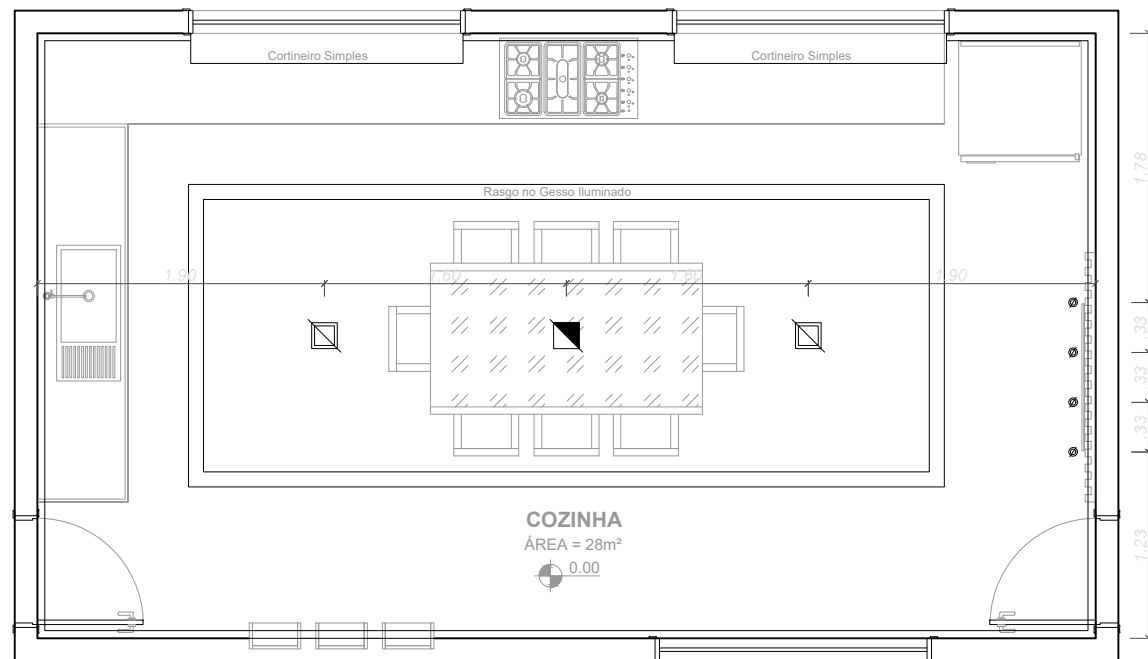 Cortineiro Simples
Cortineiro Simples
1.78
Rasgo no Gesso Iluminado
1.90
1.60
1.60
1.90
.33
.33
.33
COZINHA
ÁREA = 28m²
0.00
1.23